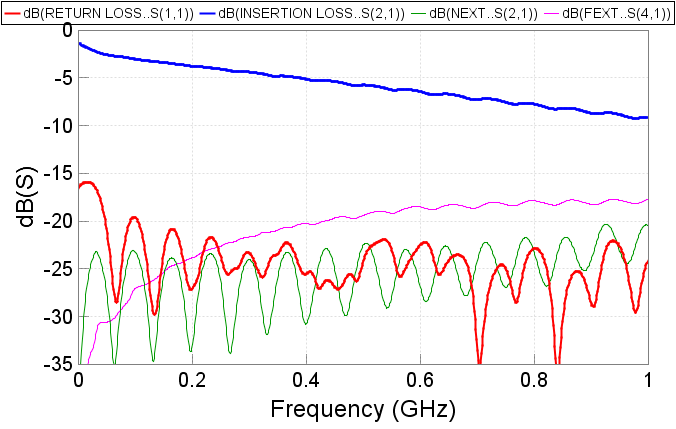 dB(RETURN LOSS..S(1,1)) dB(INSERTION LOSS..S(2,1)) dB(NEXT..S(2,1)) dB(FEXT..S(4,1))
0
-5
-10
-15
-20
-25
-30
-35
dB(S)
0 0.2 0.4 0.6 0.8 1
Frequency (GHz)